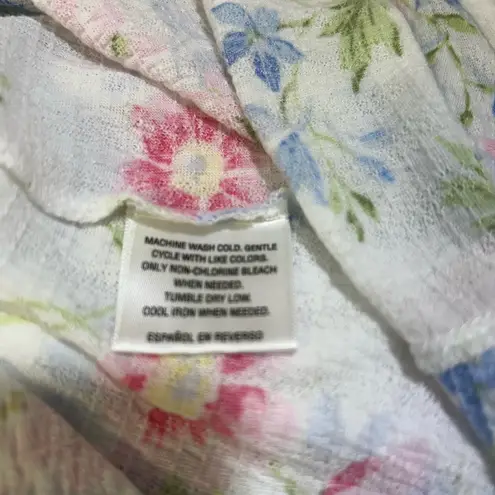 MACHINE WASH COLD. GENTLE
CYCLE WITH LIKE COLORS.
ONLY NON-CHLORINE BLEACH
WHEN NEEDED.
TUMBLE DRY LOW.
COOL IRON WHEN NEEDED.
ESPAÑOL EN REVERSO